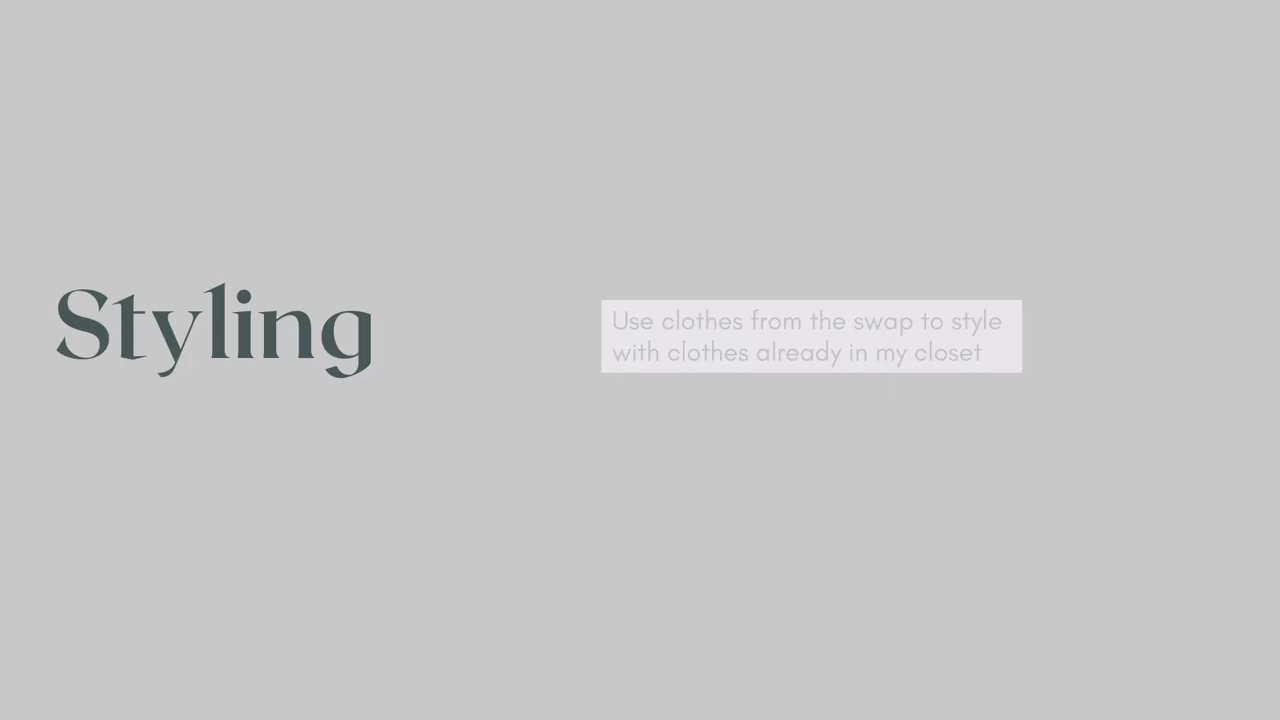 Styling
Use clothes from the swap to style
with clothes already in my closet